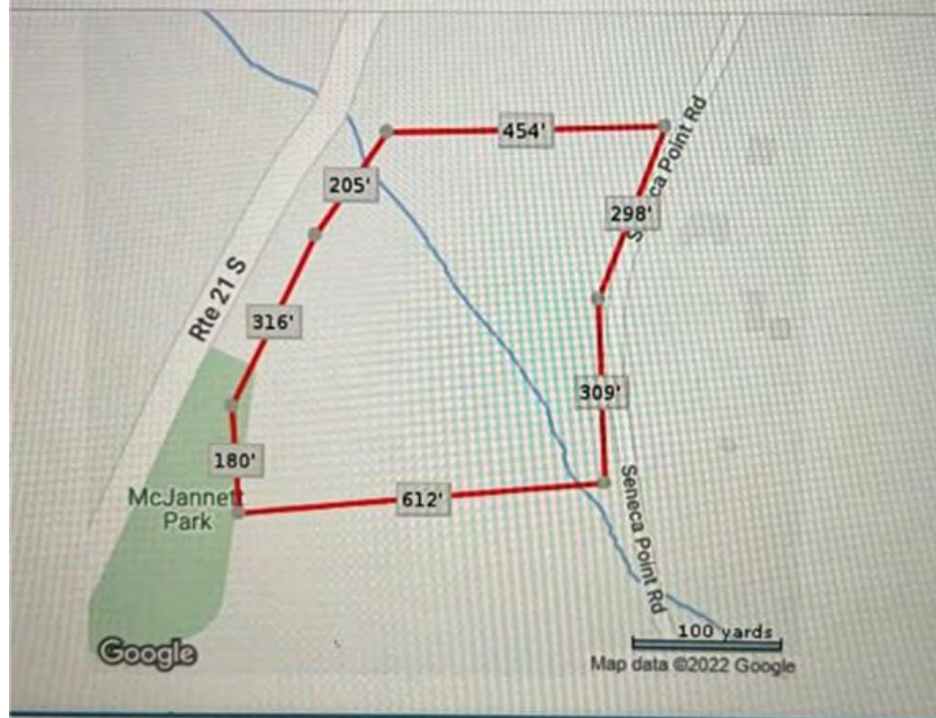 454'
ca Point Rd
205'
298'
S
Rte 21 S
316'
309'
180'
McJannett
Park
612'
Seneca Point Rd
100 yards
Google
Map data ©2022 Google